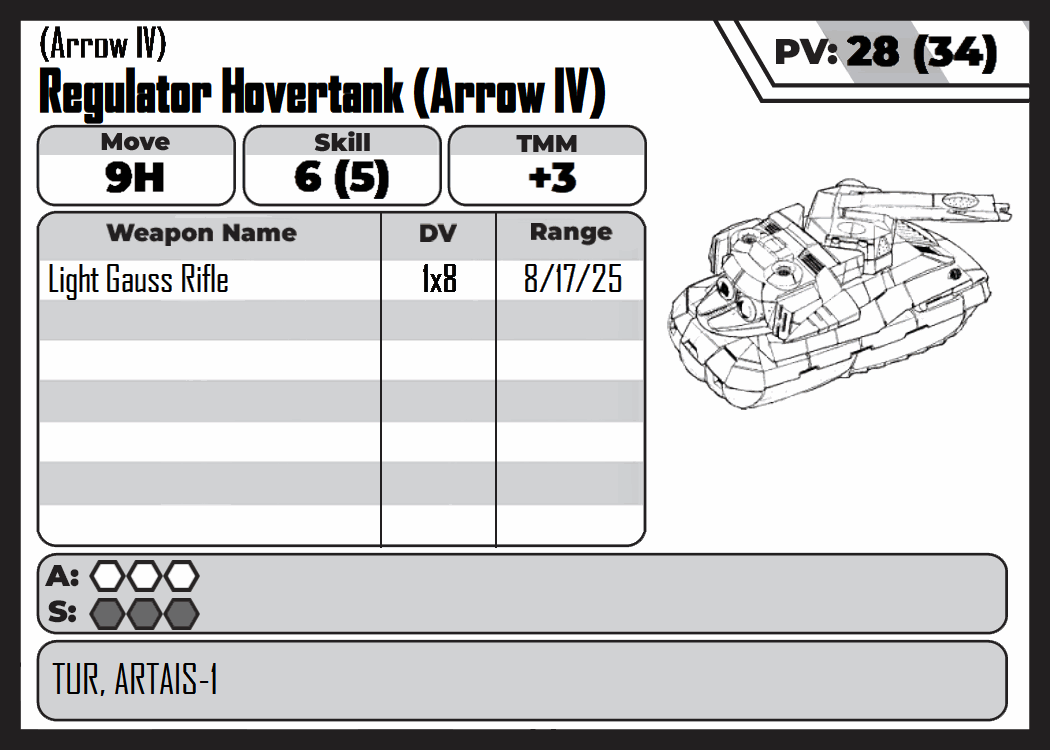 (Arrow IV)
Regulator Hovertank (Arrow IV)
PV: 28 (34)
Move Skill TMM
9H 6 (5) +3
Weapon Name DV Range
Light Gauss Rifle 1x8 8/17/25
A:
S:
TUR, ARTAIS-1